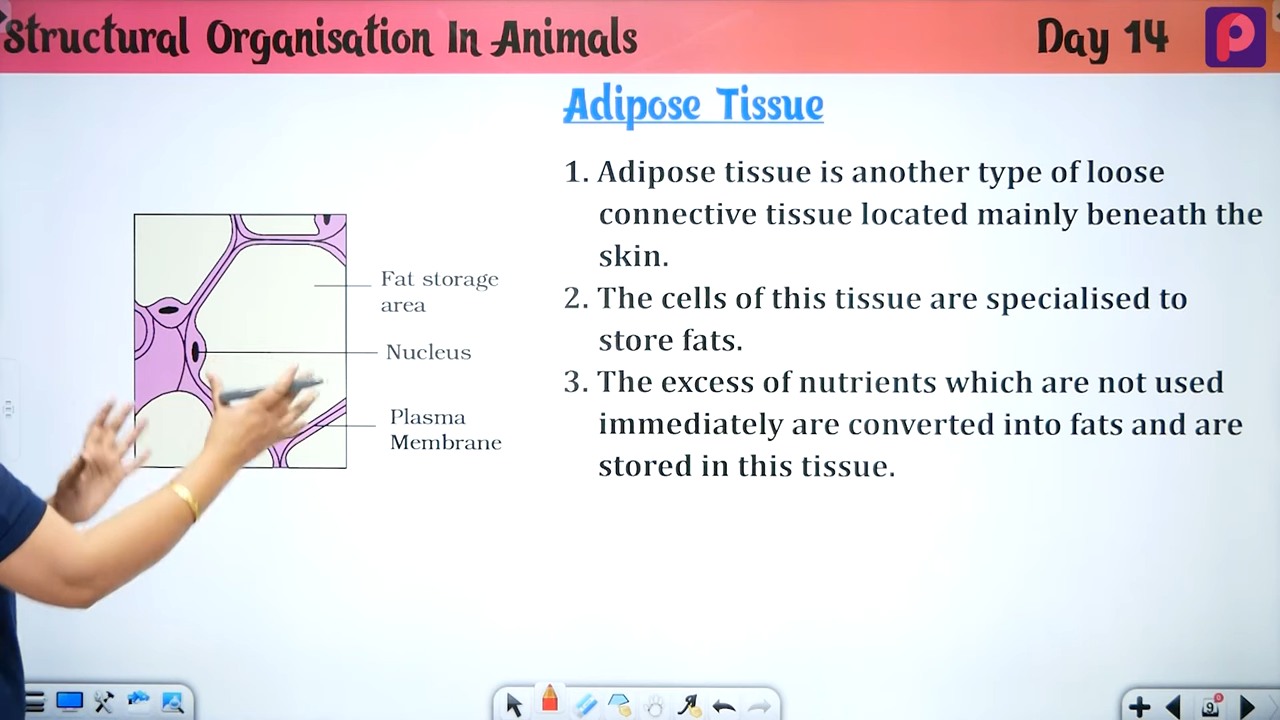 Structural Organisation In Animals
Day 14
Adipose Tissue
1. Adipose tissue is another type of loose
connective tissue located mainly beneath the
skin.
2. The cells of this tissue are specialised to
store fats.
3. The excess of nutrients which are not used
immediately are converted into fats and are
stored in this tissue.
Fat storage
area
Nucleus
Plasma
Membrane
9